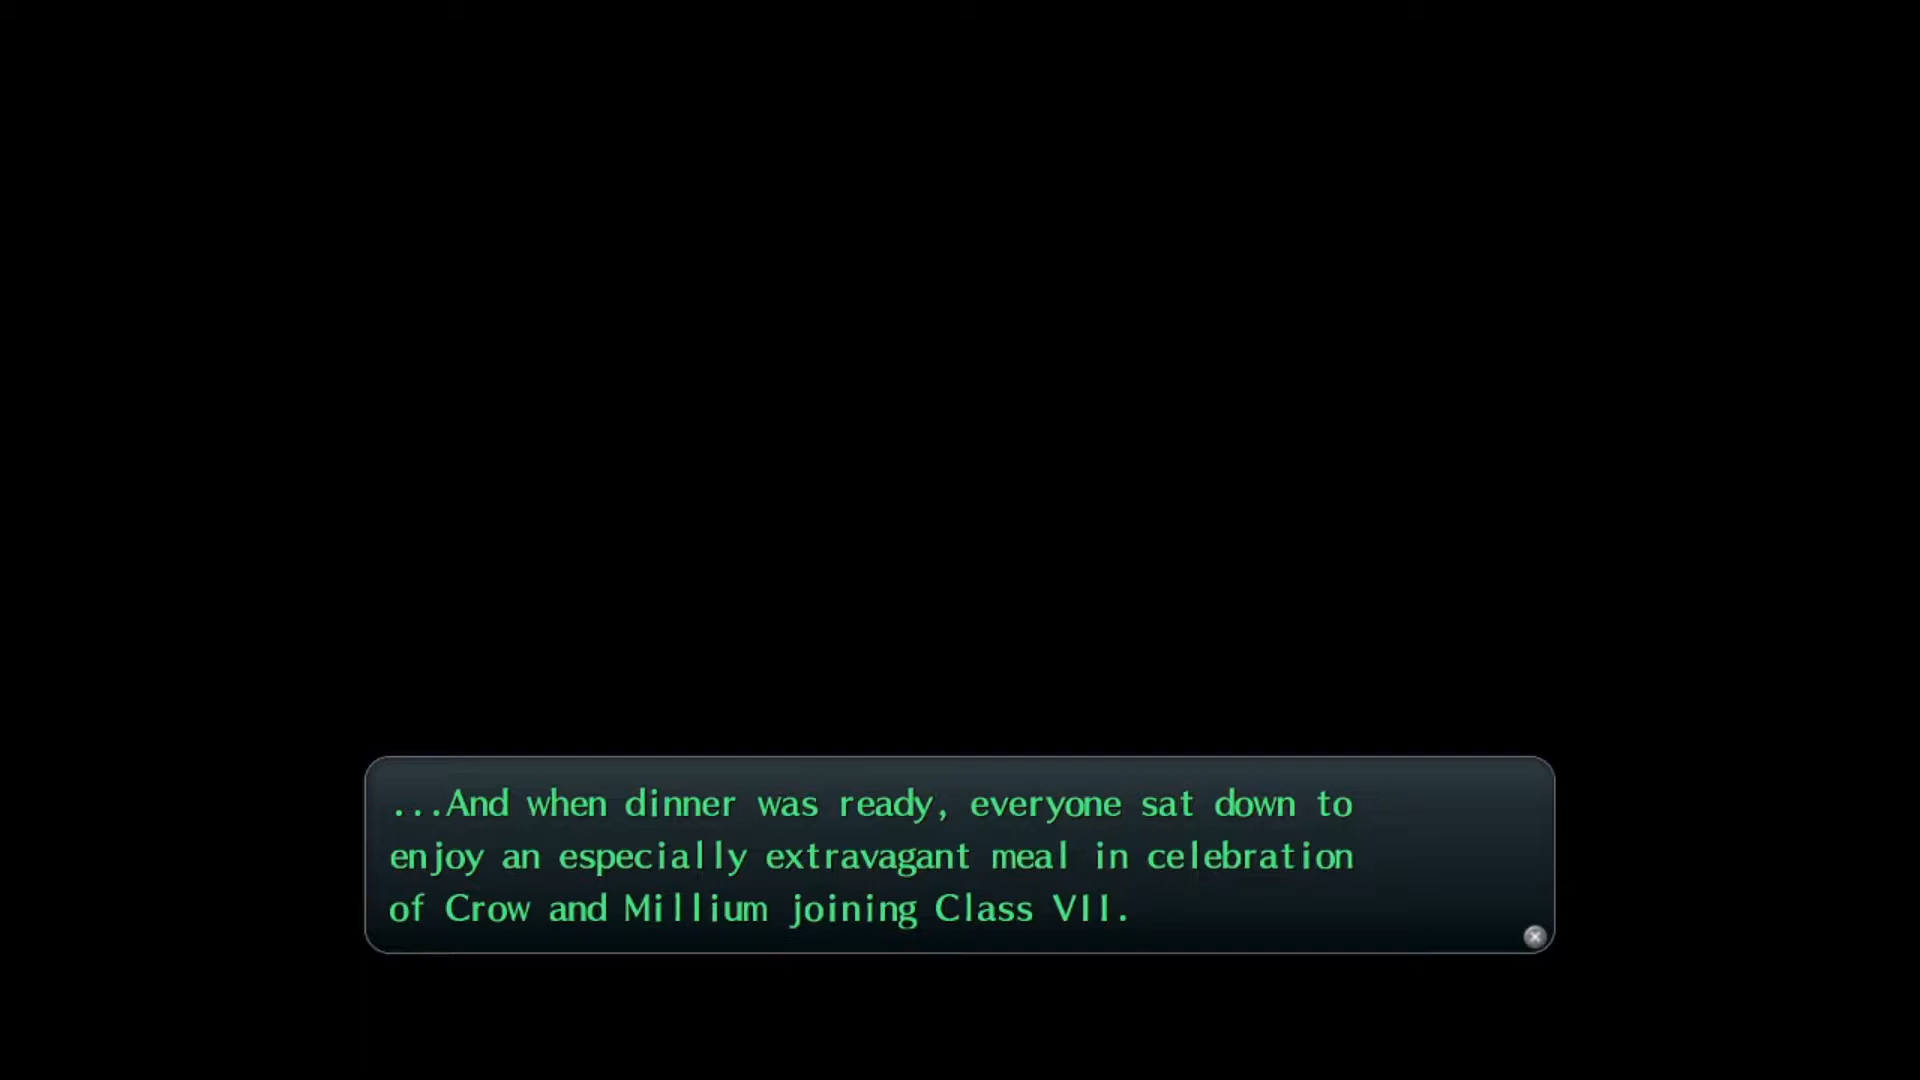 ...And when dinner was ready, everyone sat down to
enjoy an especially extravagant meal in celebration
of Crow and Millium joining Class VII.